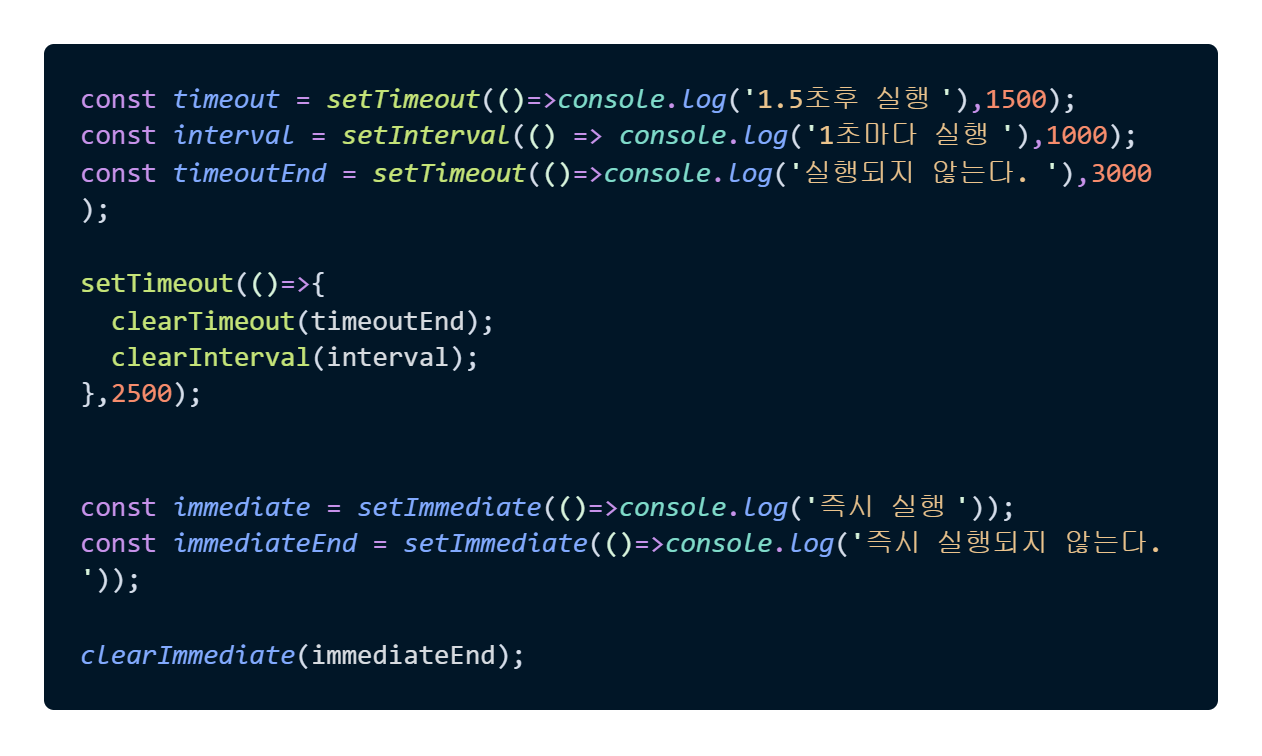 const timeout = setTimeout(()=>console.log('1.5초후 실행 '),1500);
const interval = setInterval(() => console.log('1초마다 실행 '),1000);
const timeoutEnd = setTimeout(()=>console.log('실행되지 않는다. '),3000
);
setTimeout(()=>{
  clearTimeout(timeoutEnd);
  clearInterval(interval);
},2500);
const immediate = setImmediate(()=>console.log('즉시 실행 '));
const immediateEnd = setImmediate(()=>console.log('즉시 실행되지 않는다.
'));
clearImmediate(immediateEnd);